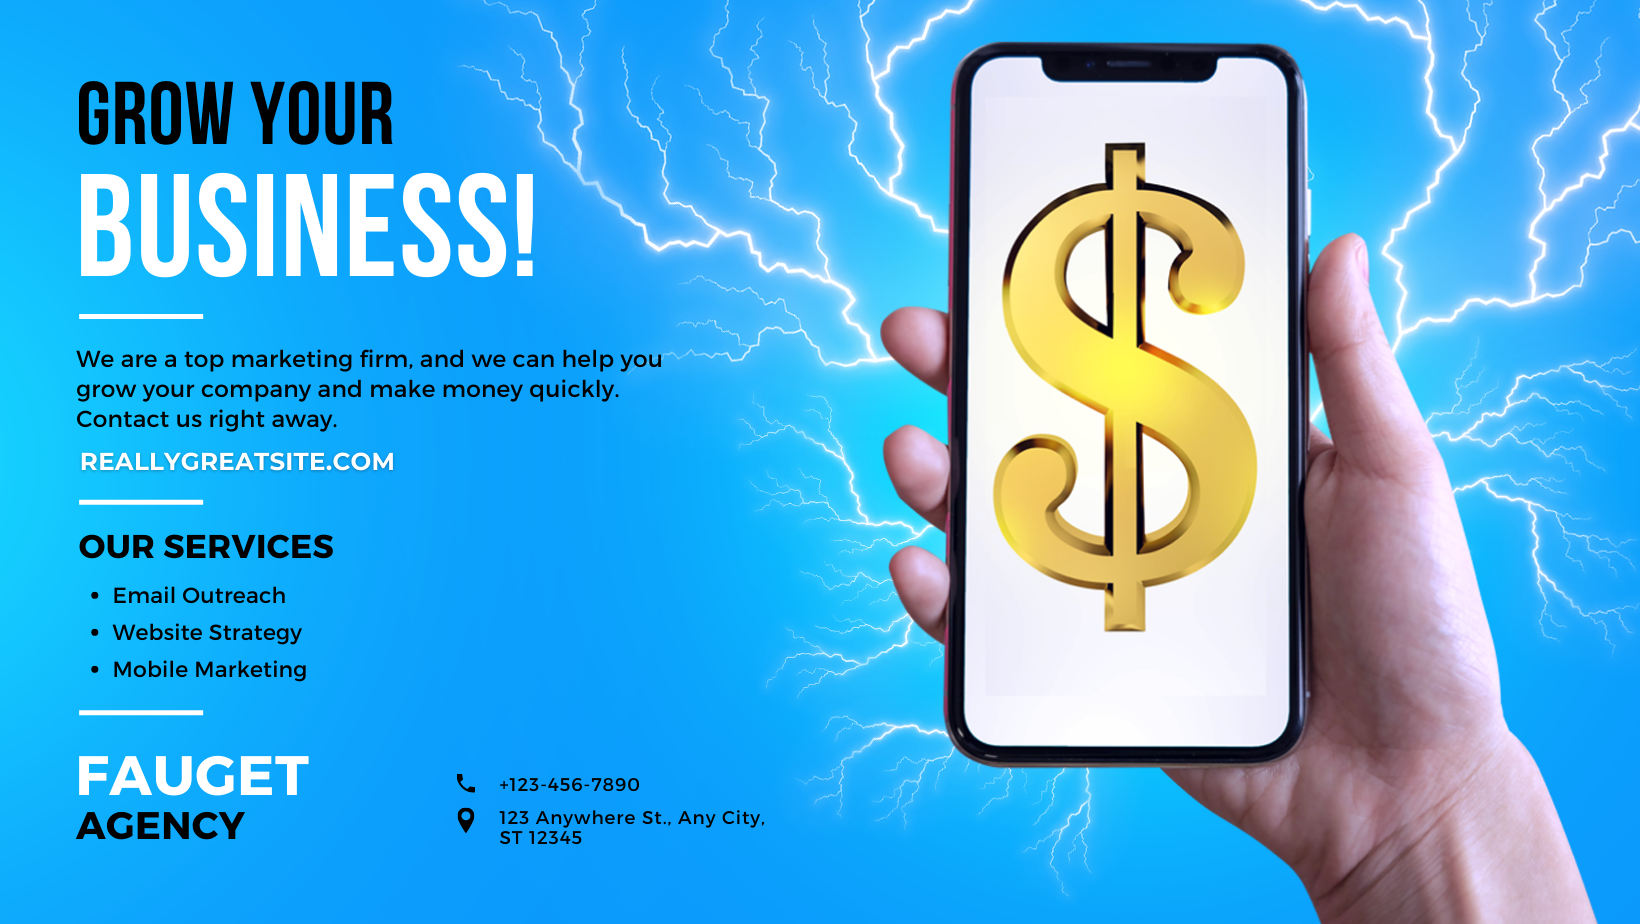 GROW YOUR
BUSINESS!
We are a top marketing firm, and we can help you
grow your company and make money quickly.
Contact us right away.
REALLYGREATSITE.COM
OUR SERVICES
• Email Outreach
• Website Strategy
• Mobile Marketing
FAUGET
AGENCY
+123-456-7890
123 Anywhere St., Any City,
ST 12345
$